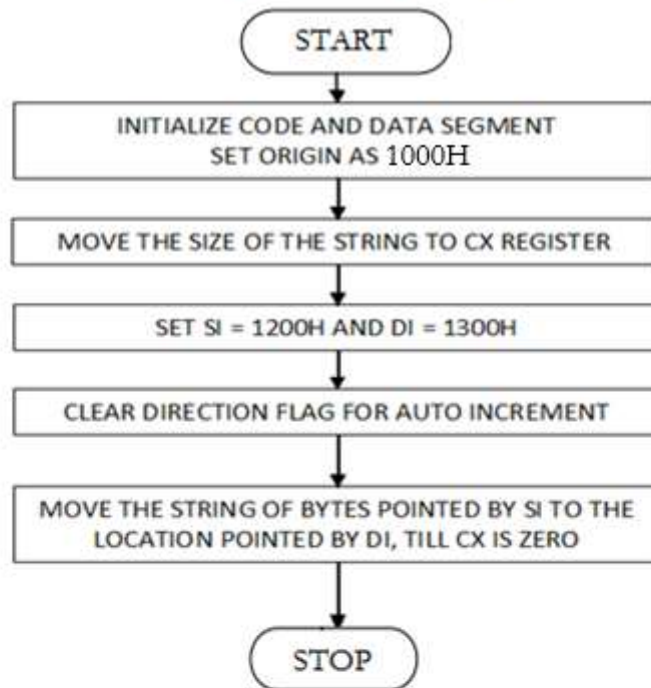 START
INITIALIZE CODE AND DATA SEGMENT
SET ORIGIN AS 1000H
MOVE THE SIZE OF THE STRING TO CX REGISTER
SET SI = 1200H AND DI = 1300H
CLEAR DIRECTION FLAG FOR AUTO INCREMENT
MOVE THE STRING OF BYTES POINTED BY SI TO THE
LOCATION POINTED BY DI, TILL CX IS ZERO
STOP